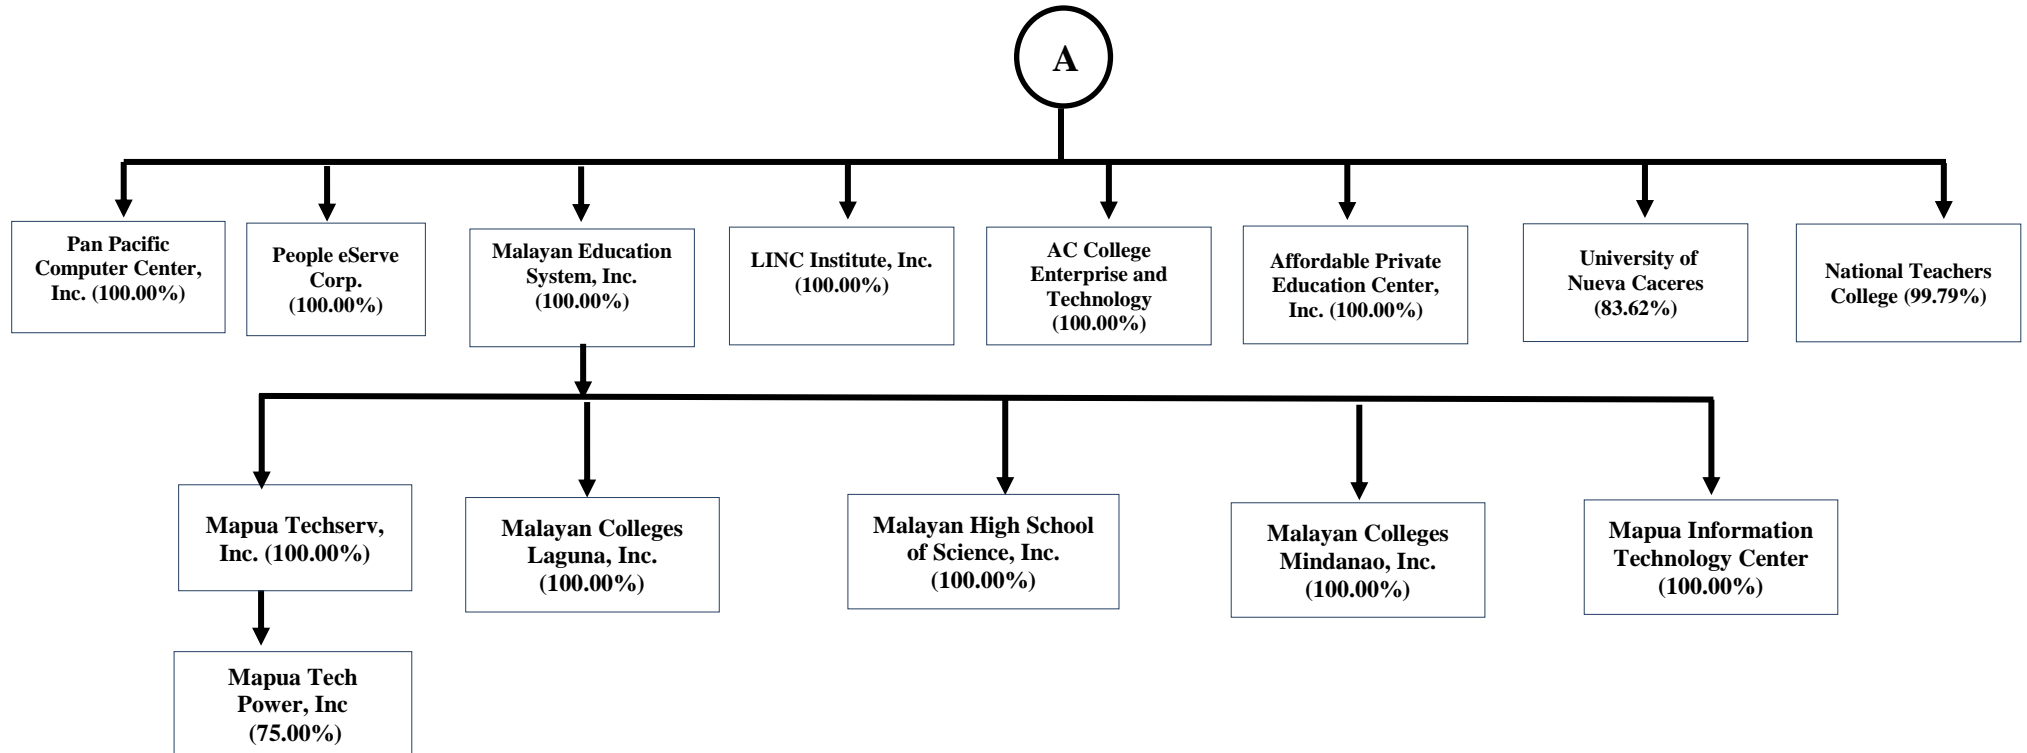 A
Pan Pacific
Computer Center,
Inc. (100.00%)
People eServe
Corp.
(100.00%)
Malayan Education
System, Inc.
(100.00%)
LINC Institute, Inc.
(100.00%)
AC College
Enterprise and
Technology
(100.00%)
Affordable Private
Education Center,
Inc. (100.00%)
University of
Nueva Caceres
(83.62%)
National Teachers
College (99.79%)
Mapua Techserv,
Inc. (100.00%)
Malayan Colleges
Laguna, Inc.
(100.00%)
Malayan High School
of Science, Inc.
(100.00%)
Malayan Colleges
Mindanao, Inc.
(100.00%)
Mapua Information
Technology Center
(100.00%)
Mapua Tech
Power, Inc
(75.00%)